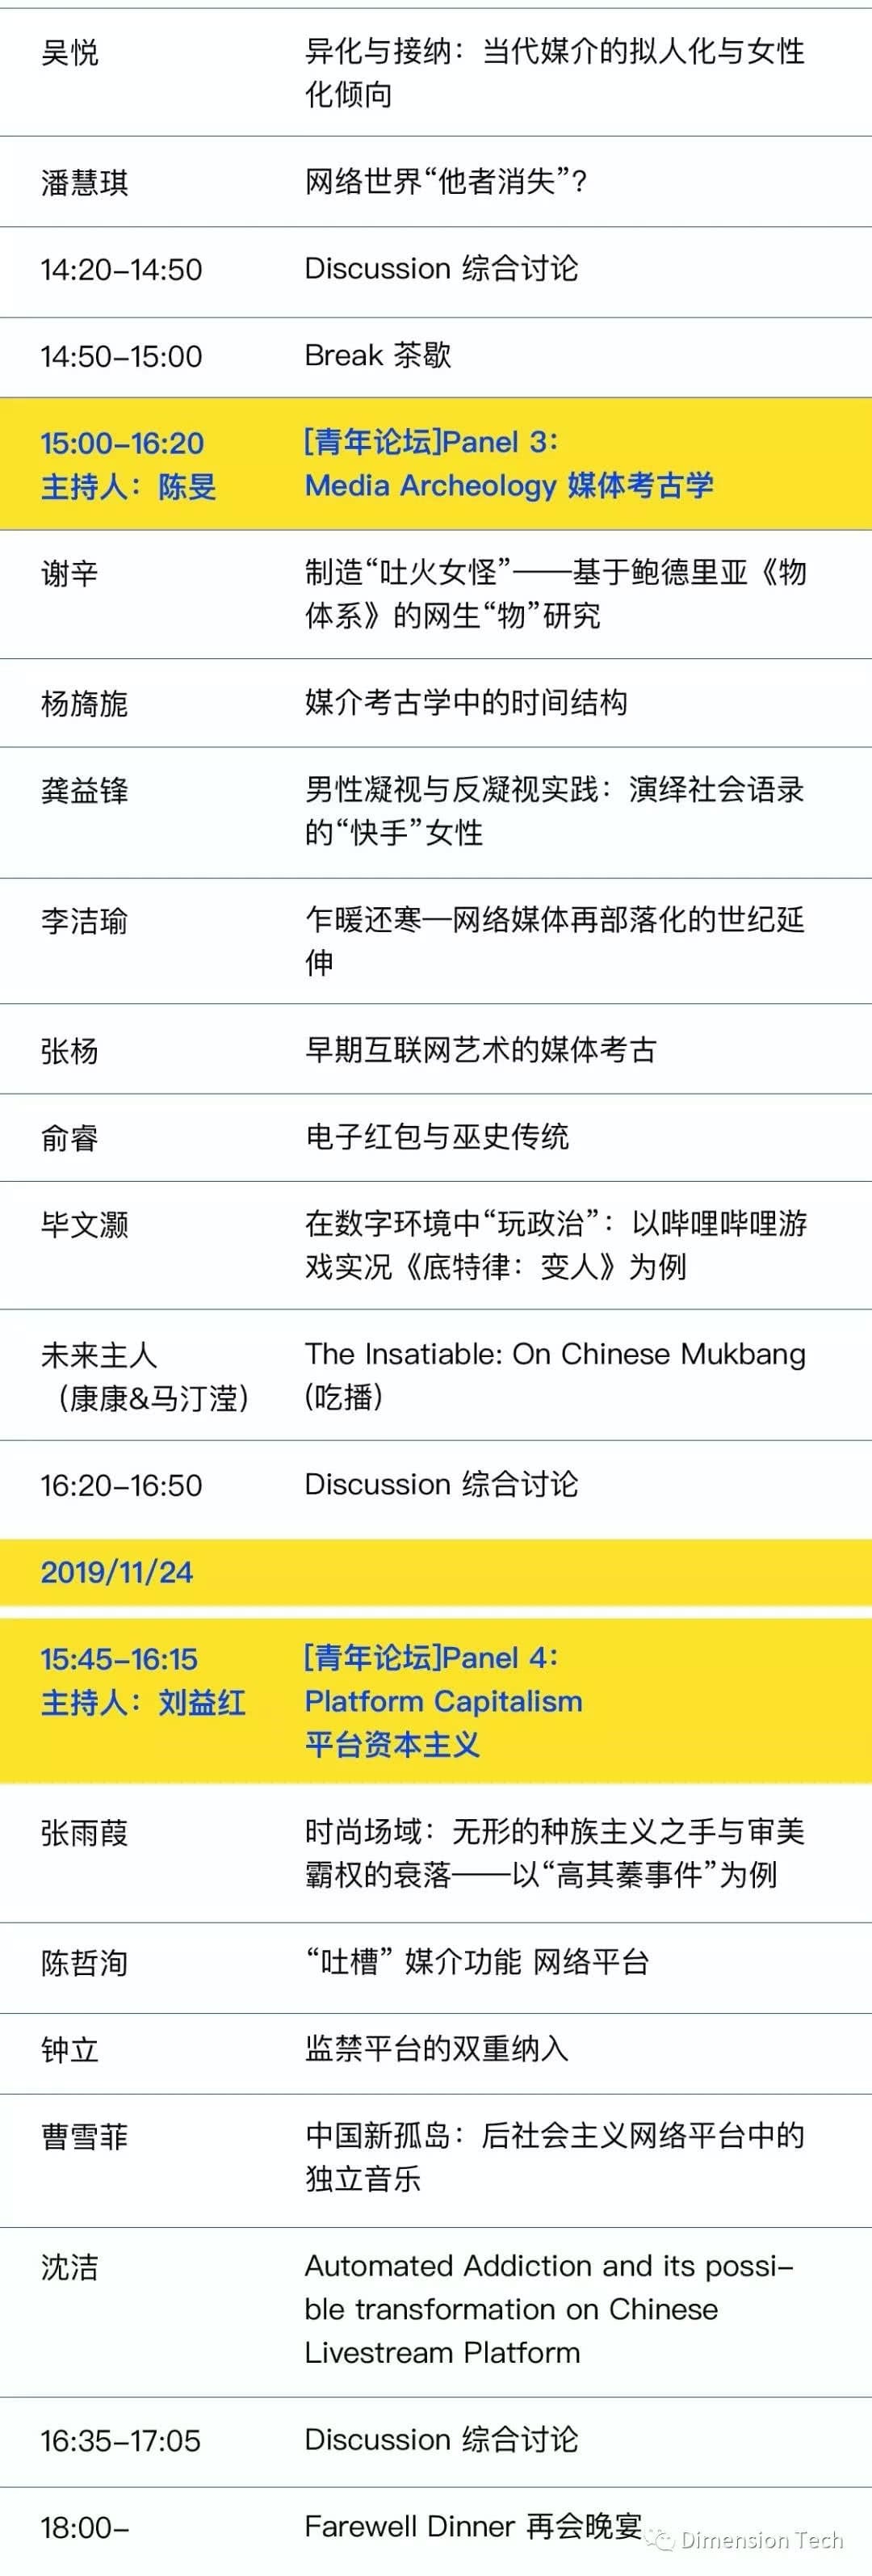 吴悦
异化与接纳：当代媒介的拟人化与女性
化倾向
潘慧琪
网络世界“他者消失”?
14:20–14:50
Discussion 综合讨论
14:50–15:00
Break 茶歇
15:00–16:20
主持人：陈旻
[青年论坛]Panel 3:
Media Archeology 媒体考古学
谢辛
制造“吐火女怪”——基于鲍德里亚《物
体系》的网生“物”研究
杨旖旎
媒介考古学中的时间结构
龚益锋
男性凝视与反凝视实践：演绎社会语录
的“快手”女性
李洁瑜
乍暖还寒—网络媒体再部落化的世纪延
伸
张杨
早期互联网艺术的媒体考古
俞睿
电子红包与巫史传统
毕文灏
在数字环境中“玩政治”：以哔哩哔哩游
戏实况《底特律：变人》为例
未来主人
（康康&马汀滢）
The Insatiable: On Chinese Mukbang
(吃播)
16:20–16:50
Discussion 综合讨论
2019/11/24
15:45–16:15
主持人：刘益红
[青年论坛]Panel 4:
Platform Capitalism
平台资本主义
张雨葭
时尚场域：无形的种族主义之手与审美
霸权的衰落——以“高其蓁事件”为例
陈哲洵
“吐槽” 媒介功能 网络平台
钟立
监禁平台的双重纳入
曹雪菲
中国新孤岛：后社会主义网络平台中的
独立音乐
沈洁
Automated Addiction and its possi–
ble transformation on Chinese
Livestream Platform
16:35–17:05
Discussion 综合讨论
18:00–
Farewell Dinner 再会晚宴
Dimension Tech